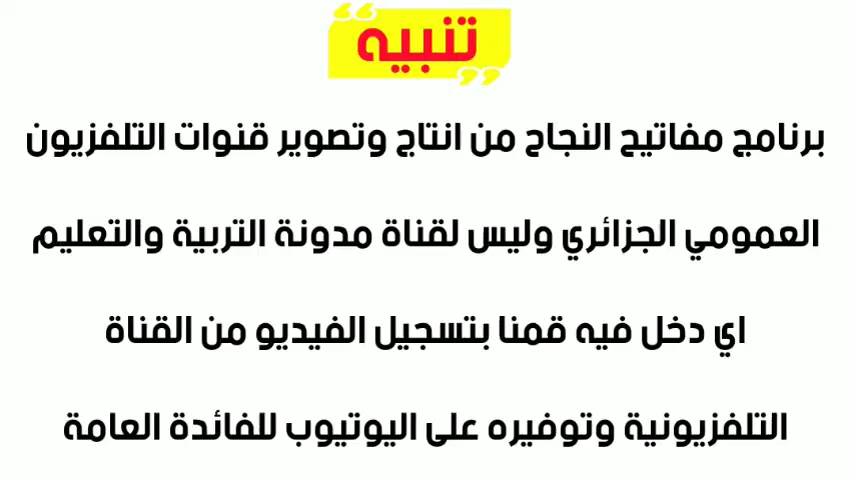 تنبيه
برنامج مفاتيح النجاح من انتاج وتصوير قنوات التلفزيون
العمومي الجزائري وليس لقناة مدونة التربية والتعليم
اي دخل فيه قمنا بتسجيل الفيديو من القناة
التلفزيونية وتوفيره على اليوتيوب للفائدة العامة